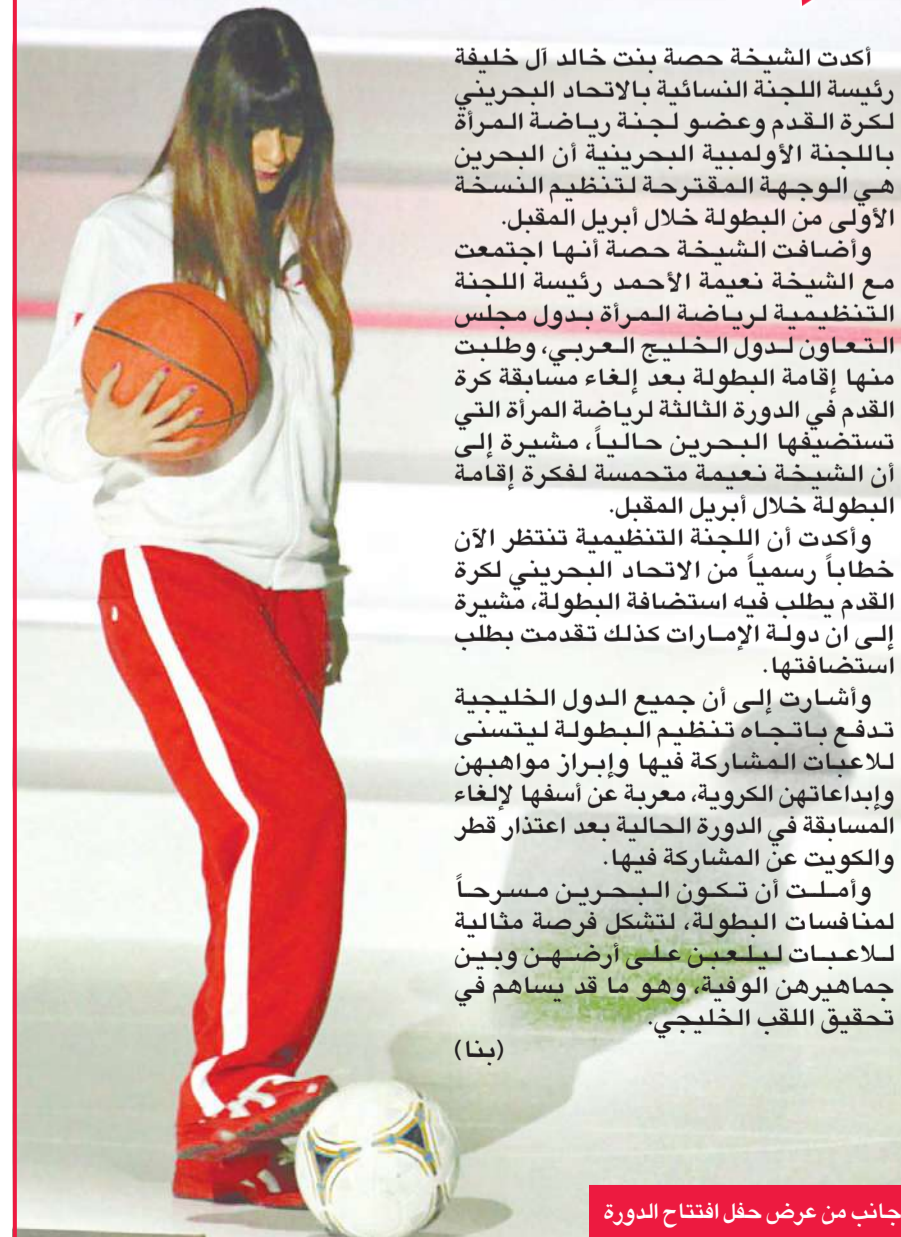 أكدت الشيخة حصة بنت خالد آل خليفة
رئيسة اللجنة النسائية بالاتحاد البحريني
لكرة القدم وعضو لجنة رياضة المرأة
باللجنة الأولمبية البحرينية أن البحرين
هي الوجهة المقترحة لتنظيم النسخة
الأولى من البطولة خلال أبريل المقبل.
وأضافت الشيخة حصة أنها اجتمعت
مع الشيخة نعيمة الأحمد رئيسة اللجنة
التنظيمية لرياضة المرأة بدول مجلس
التعاون لدول الخليج العربي، وطلبت
منها إقامة البطولة بعد إلغاء مسابقة كرة
القدم في الدورة الثالثة لرياضة المرأة التي
تستضيفها البحرين حالياً، مشيرة إلى
أن الشيخة نعيمة متحمسة لفكرة إقامة
البطولة خلال أبريل المقبل.
وأكدت أن اللجنة التنظيمية تنتظر الآن
خطاباً رسمياً من الاتحاد البحريني لكرة
القدم يطلب فيه استضافة البطولة، مشيرة
إلى ان دولة الإمارات كذلك تقدمت بطلب
استضافتها.
وأشارت إلى أن جميع الدول الخليجية
تدفع باتجاه تنظيم البطولة ليتسنى
للاعبات المشاركة فيها وإبراز مواهبهن
وإبداعاتهن الكروية، معربة عن أسفها لإلغاء
المسابقة في الدورة الحالية بعد اعتذار قطر
والكويت عن المشاركة فيها.
وأملت أن تكون البحرين مسرحاً
لمنافسات البطولة، لتشكل فرصة مثالية
للاعبات ليلعبن على أرضهن وبين
جماهيرهن الوفية، وهو ما قد يساهم في
تحقيق اللقب الخليجي.
(بنا)
جانب من عرض حفل افتتاح الدورة